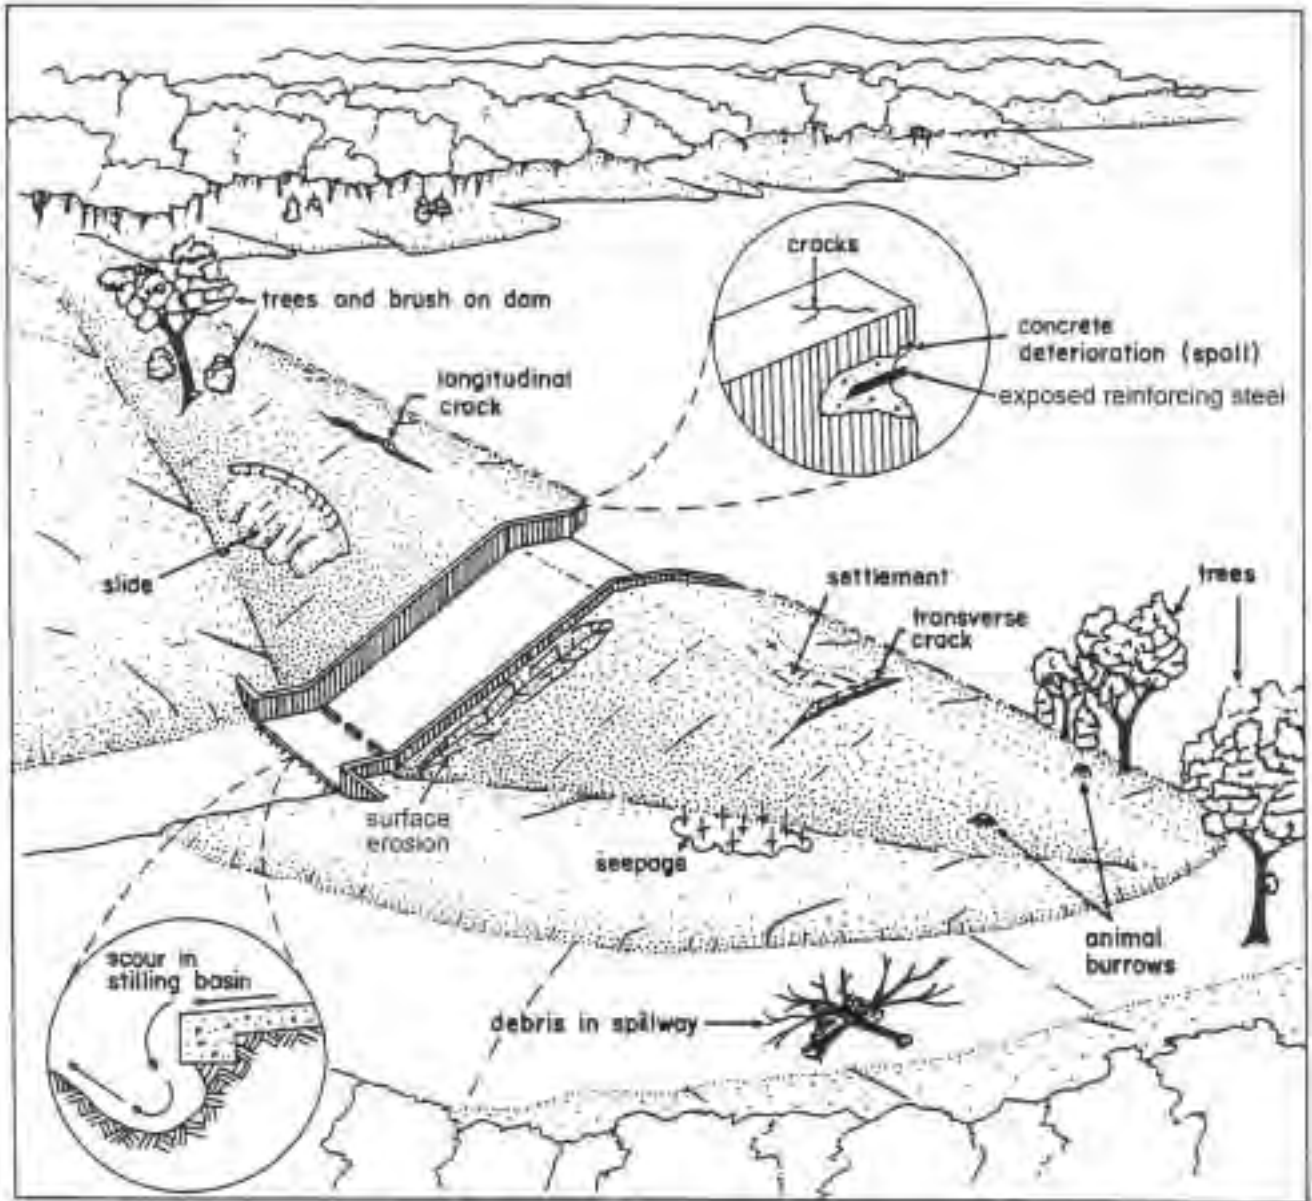 cracks
trees and brush on dam
concrete
deterioration (spall)
longitudinal
crack
exposed reinforcing steel
slide
settlement
trees
transverse
crack
surface
erosion
seepage
animal
burrows
scour in
stilling basin
debris in spillway